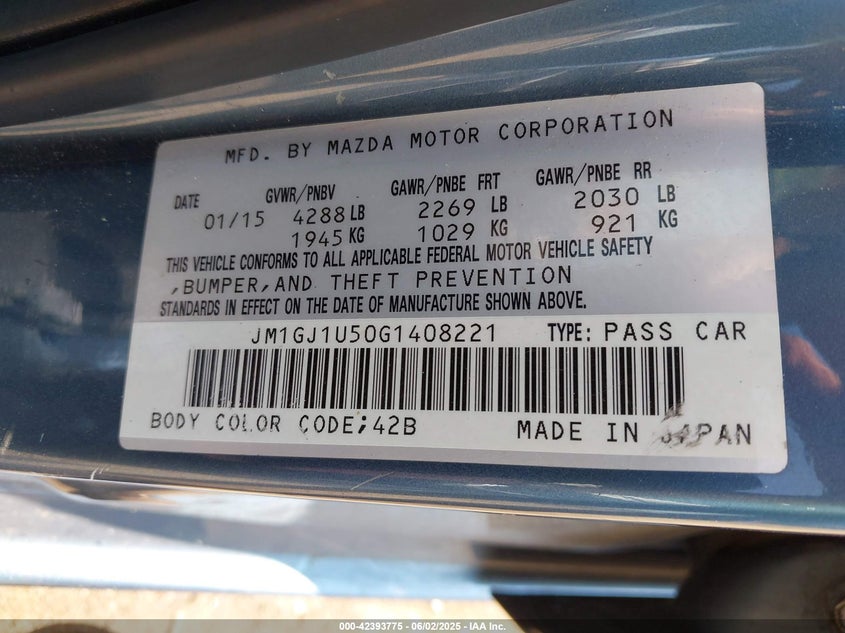 MFD. BY MAZDA MOTOR CORPORATION
DATE GVWR/PNBV GAWR/PNBE FRT GAWR/PNBE RR
01/15 4288 LB 2269 LB 2030 LB
1945 KG 1029 KG 921 KG
THIS VEHICLE CONFORMS TO ALL APPLICABLE FEDERAL MOTOR VEHICLE SAFETY
,BUMPER,AND THEFT PREVENTION
STANDARDS IN EFFECT ON THE DATE OF MANUFACTURE SHOWN ABOVE.
JM1GJ1U50G1408221 TYPE: PASS CAR
BODY COLOR CODE;42B MADE IN JAPAN
000-42393775 - 06/02/2025 - IAA Inc.